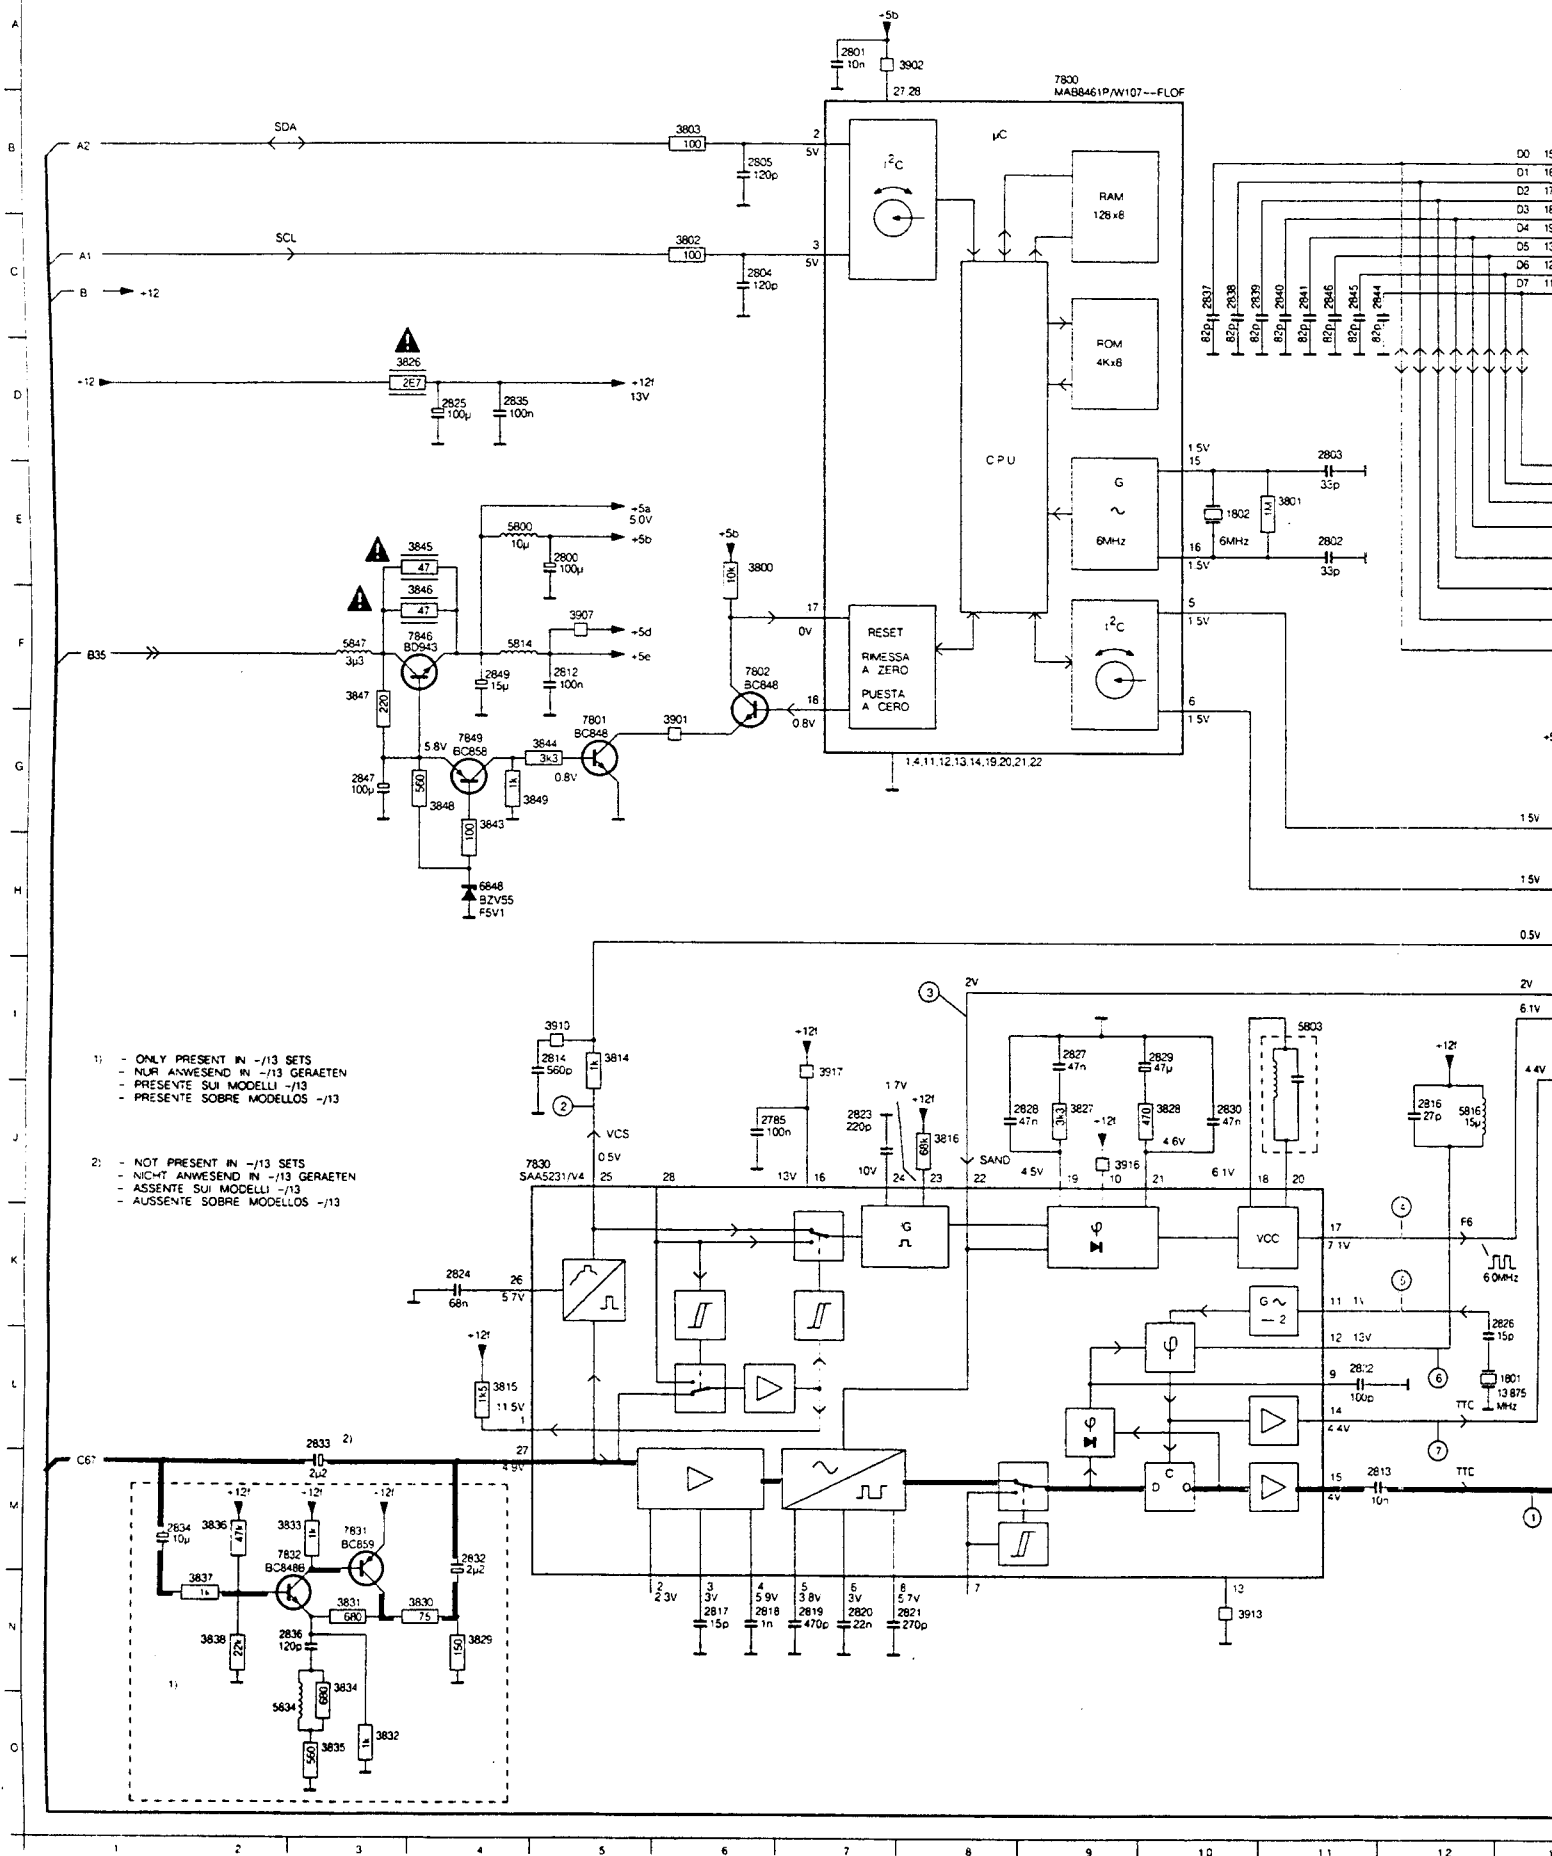 A
B
C
D
E
F
G
H
I
J
K
L
M
N
O
+5b
2801
10n
3902
27,28
7800
MAB8461P/W107--FLOF
µC
A2
SDA
3803
100
2805
120p
2
5V
I²C
RAM
128x8
A1
SCL
3802
100
2804
120p
3
5V
B
+12
ROM
4Kx8
CPU
D0 15
D1 16
D2 17
D3 18
D4 19
D5 13
D6 12
D7 11
2837
82p
2838
82p
2839
82p
2840
82p
2841
82p
2846
82p
2845
82p
2844
82p
+12
3826
2E7
2825
100µ
2835
100n
+12f
13V
G
~
6MHz
1.5V
15
16
1.5V
1802
6MHz
3801
1M
2803
33p
2802
33p
+5a
5.0V
5800
10µ
+5b
2800
100µ
3845
47
3846
47
+5b
3800
10k
17
0V
RESET
RIMESSA
A ZERO
PUESTA
A CERO
18
0.8V
I²C
5
1.5V
6
1.5V
1,4,11,12,13,14,19,20,21,22
B35
5847
3µ3
7846
BD943
3907
+5d
5814
+5e
2849
15µ
2812
100n
3847
220
7802
BC848
3901
7801
BC848
5.8V
7849
BC858
3844
3k3
0.8V
2847
100µ
560
3848
1k
3849
100
3843
6848
BZV55
F5V1
1.5V
1.5V
0.5V
2V
2V
6.1V
4.4V
1) - ONLY PRESENT IN -/13 SETS
- NUR ANWESEND IN -/13 GERAETEN
- PRESENTE SUI MODELLI -/13
- PRESENTE SOBRE MODELLOS -/13
2) - NOT PRESENT IN -/13 SETS
- NICHT ANWESEND IN -/13 GERAETEN
- ASSENTE SUI MODELLI -/13
- AUSSENTE SOBRE MODELLOS -/13
3910
2814
560p
3814
1k
2
VCS
0.5V
7830
SAA5231/V4
25
28
+12f
3917
2785
100n
13V
16
2823
220p
1.7V
+12f
3816
68k
10V
24
23
22
SAND
3
2827
47n
2828
47n
3827
3k3
+12f
3916
4.5V
19
10
21
2829
47µ
3828
470
4.6V
2830
47n
6.1V
18
20
5803
+12f
2816
27p
5816
15µ
G
φ
VCC
17
7.1V
4
F6
6.0MHz
2824
68n
26
5.7V
+12f
3815
1k5
11.5V
1
G ~
2
11
5
12 13V
2826
15p
1801
13.875
MHz
φ
9
2822
100p
6
φ
14
4.4V
TTC
7
C67
2833
2µ2
2)
27
4.9V
C
D
O
15
4V
2813
10n
TTC
1
+12f
+12f
2834
10µ
3836
47k
3833
1k
7831
BC859
7832
BC848B
2832
2µ2
3837
1k
3831
680
3830
75
3838
22k
2836
120p
3829
150
1)
5834
680
3834
560
3835
1k
3832
2
2.3V
3
3V
4
5.9V
5
3.8V
6
3V
8
5.7V
7
13
2817
15p
2818
1n
2819
470p
2820
22n
2821
270p
3913
1 2 3 4 5 6 7 8 9 10 11 12